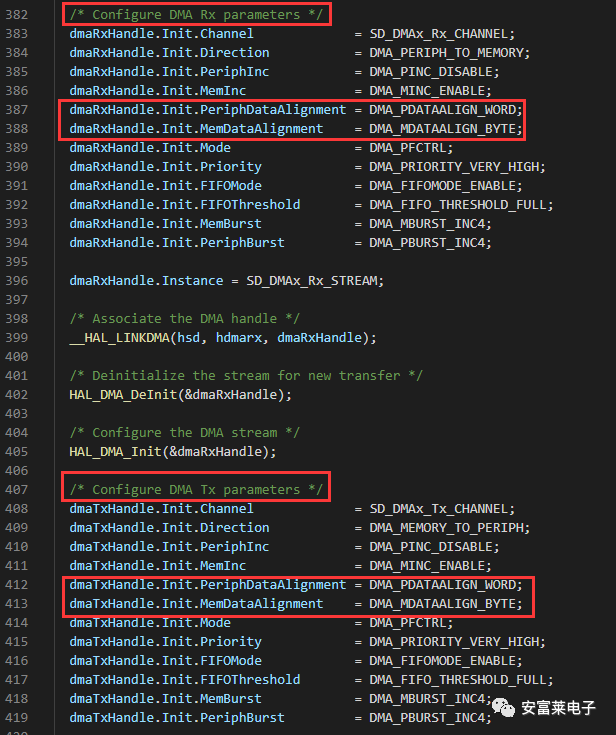 382 /* Configure DMA Rx parameters */
383 dmaRxHandle.Init.Channel = SD_DMAx_Rx_CHANNEL;
384 dmaRxHandle.Init.Direction = DMA_PERIPH_TO_MEMORY;
385 dmaRxHandle.Init.PeriphInc = DMA_PINC_DISABLE;
386 dmaRxHandle.Init.MemInc = DMA_MINC_ENABLE;
387 dmaRxHandle.Init.PeriphDataAlignment = DMA_PDATAALIGN_WORD;
388 dmaRxHandle.Init.MemDataAlignment = DMA_MDATAALIGN_BYTE;
389 dmaRxHandle.Init.Mode = DMA_PFCTRL;
390 dmaRxHandle.Init.Priority = DMA_PRIORITY_VERY_HIGH;
391 dmaRxHandle.Init.FIFOMode = DMA_FIFOMODE_ENABLE;
392 dmaRxHandle.Init.FIFOThreshold = DMA_FIFO_THRESHOLD_FULL;
393 dmaRxHandle.Init.MemBurst = DMA_MBURST_INC4;
394 dmaRxHandle.Init.PeriphBurst = DMA_PBURST_INC4;
395
396 dmaRxHandle.Instance = SD_DMAx_Rx_STREAM;
397
398 /* Associate the DMA handle */
399 __HAL_LINKDMA(hsd, hdmarx, dmaRxHandle);
400
401 /* Deinitialize the stream for new transfer */
402 HAL_DMA_DeInit(&dmaRxHandle);
403
404 /* Configure the DMA stream */
405 HAL_DMA_Init(&dmaRxHandle);
406
407 /* Configure DMA Tx parameters */
408 dmaTxHandle.Init.Channel = SD_DMAx_Tx_CHANNEL;
409 dmaTxHandle.Init.Direction = DMA_MEMORY_TO_PERIPH;
410 dmaTxHandle.Init.PeriphInc = DMA_PINC_DISABLE;
411 dmaTxHandle.Init.MemInc = DMA_MINC_ENABLE;
412 dmaTxHandle.Init.PeriphDataAlignment = DMA_PDATAALIGN_WORD;
413 dmaTxHandle.Init.MemDataAlignment = DMA_MDATAALIGN_BYTE;
414 dmaTxHandle.Init.Mode = DMA_PFCTRL;
415 dmaTxHandle.Init.Priority = DMA_PRIORITY_VERY_HIGH;
416 dmaTxHandle.Init.FIFOMode = DMA_FIFOMODE_ENABLE;
417 dmaTxHandle.Init.FIFOThreshold = DMA_FIFO_THRESHOLD_FULL;
418 dmaTxHandle.Init.MemBurst = DMA_MBURST_INC4;
419 dmaTxHandle.Init.PeriphBurst = DMA_PBURST_INC4;
安富莱电子